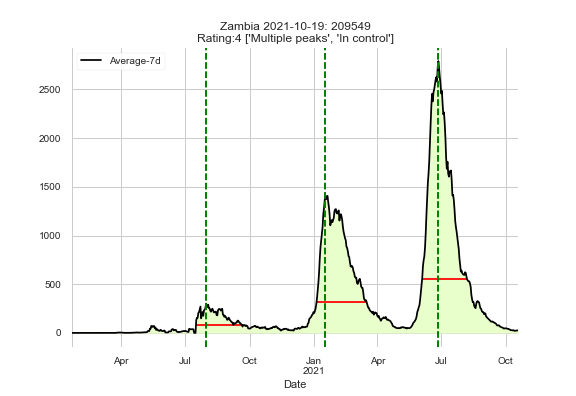 Zambia 2021-10-19: 209549
Rating:4 ['Multiple peaks', 'In control']
Average-7d
2500
2000
1500
1000
500
0
Apr
Jul
Oct
Jan
2021
Apr
Jul
Oct
Date